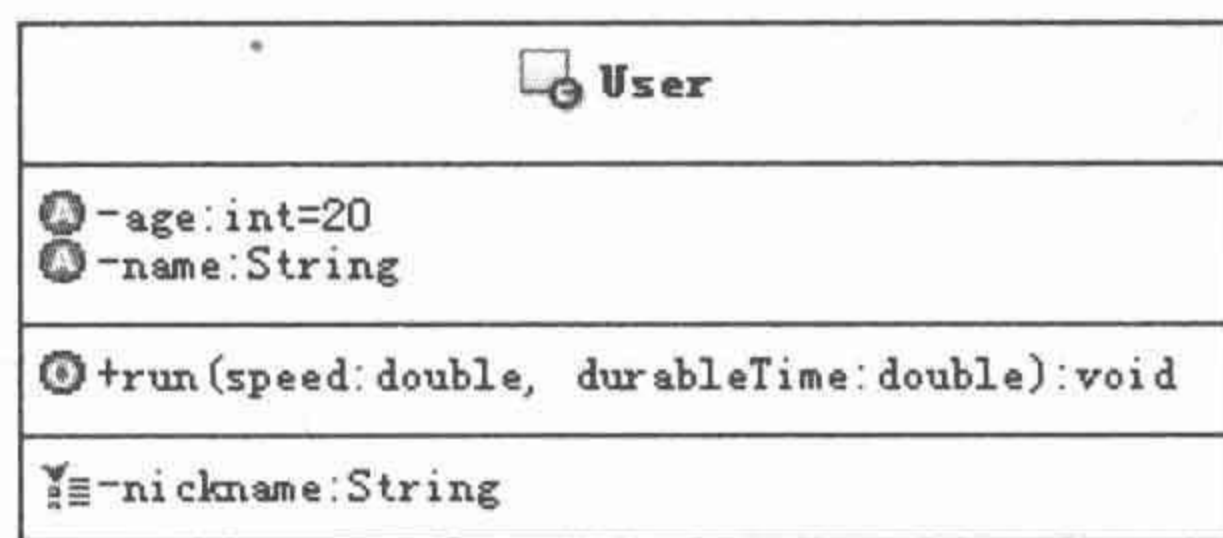 User
-age:int=20
-name:String
+run(speed:double, durableTime:double):void
-nickname:String